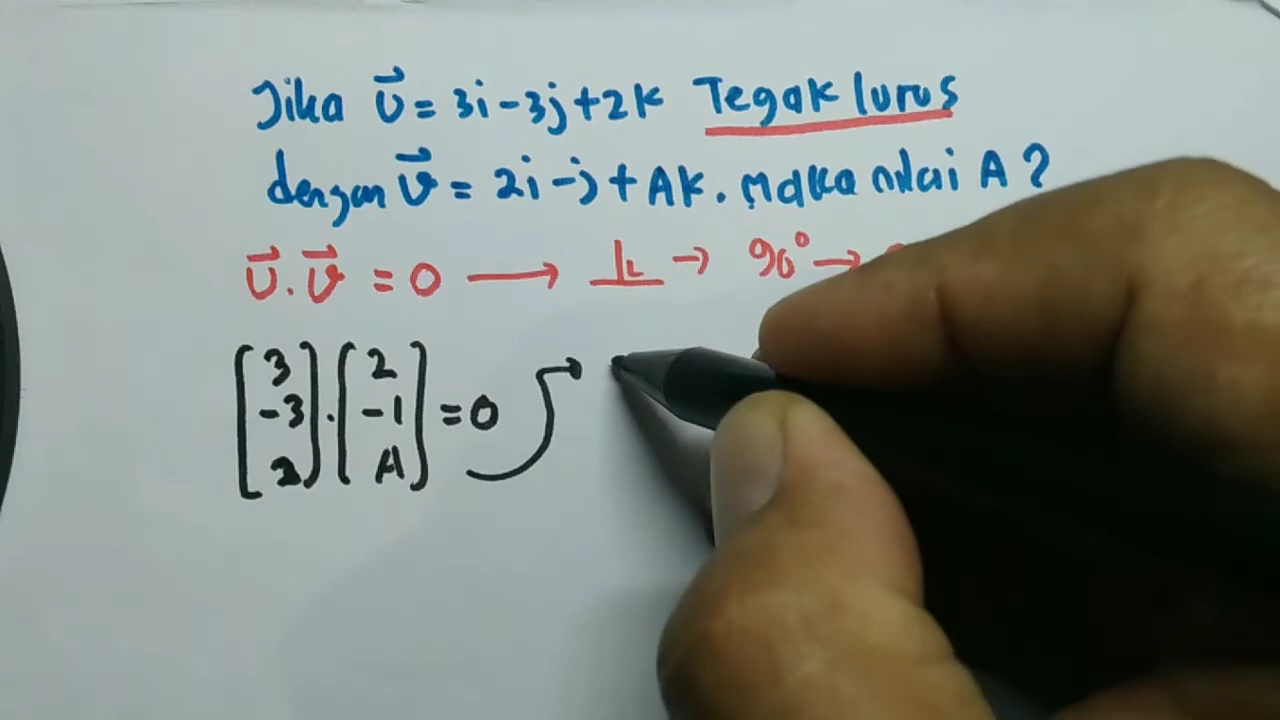 Jika u⃗ = 3i - 3j + 2k Tegak lurus
dengan v⃗ = 2i - j + Ak. Maka nilai A?
u⃗ . v⃗ = 0 → ⊥ → 90° →
[3 -3 2] . [2 -1 A] = 0